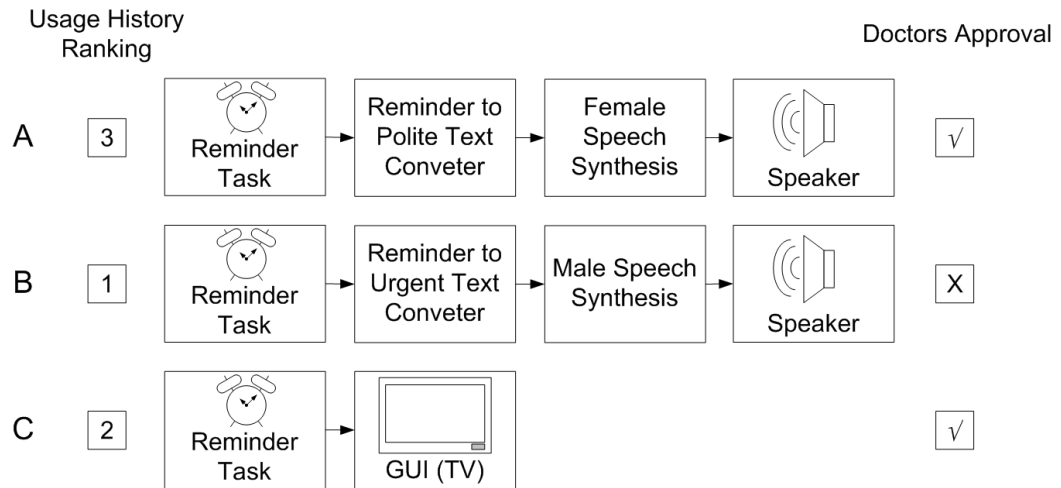 Usage History
Ranking
Doctors Approval
A
3
Reminder
Task
Reminder to
Polite Text
Conveter
Female
Speech
Synthesis
Speaker
√
B
1
Reminder
Task
Reminder to
Urgent Text
Conveter
Male Speech
Synthesis
Speaker
X
C
2
Reminder
Task
GUI (TV)
√